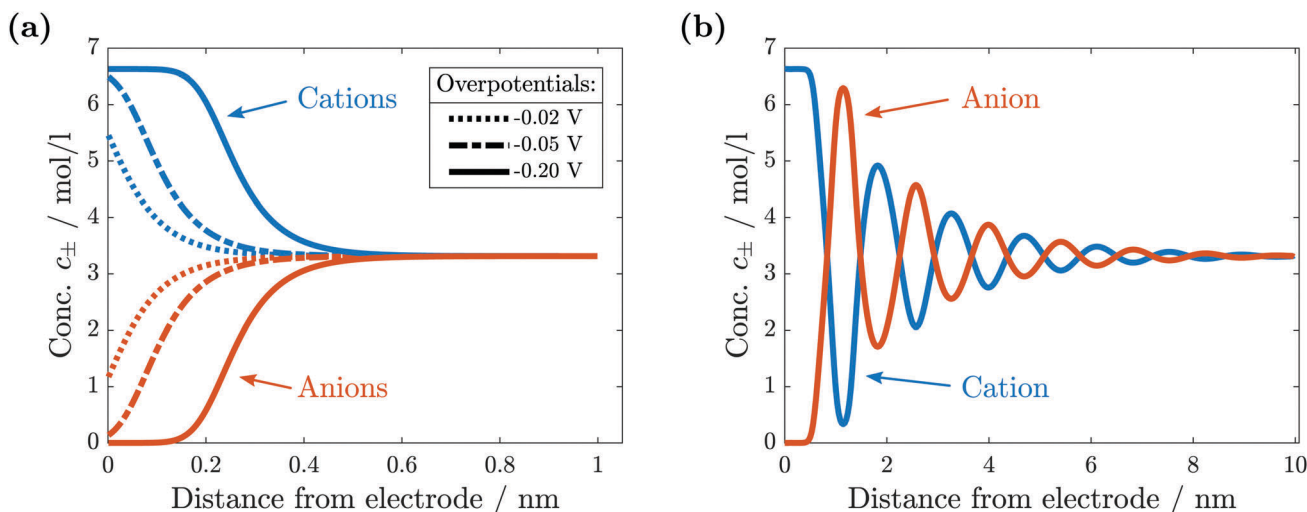 (a)
7
6
5
4
3
2
1
0
Conc. c± / mol/l
Cations
Anions
Overpotentials:
-0.02 V
-0.05 V
-0.20 V
0 0.2 0.4 0.6 0.8 1
Distance from electrode / nm
(b)
7
6
5
4
3
2
1
0
Conc. c± / mol/l
Anion
Cation
0 2 4 6 8 10
Distance from electrode / nm